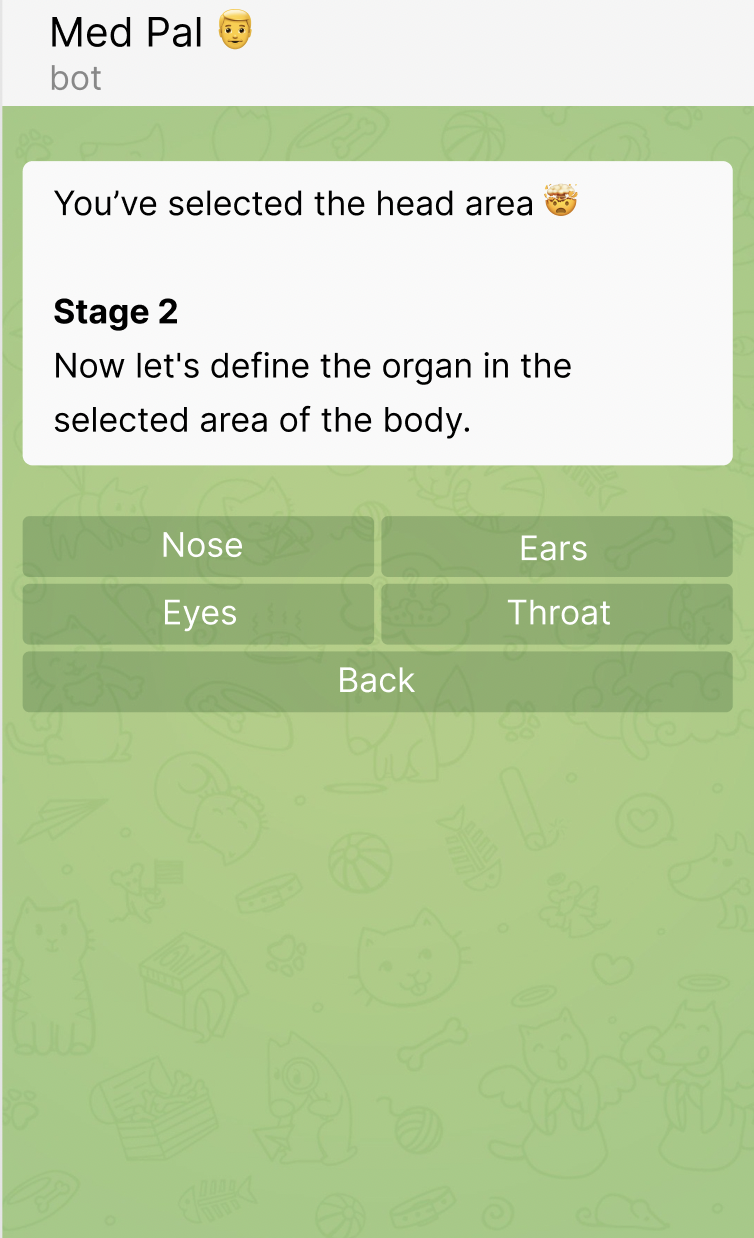 Med Pal 👨
bot
You’ve selected the head area 🤯
Stage 2
Now let's define the organ in the
selected area of the body.
Nose
Ears
Eyes
Throat
Back